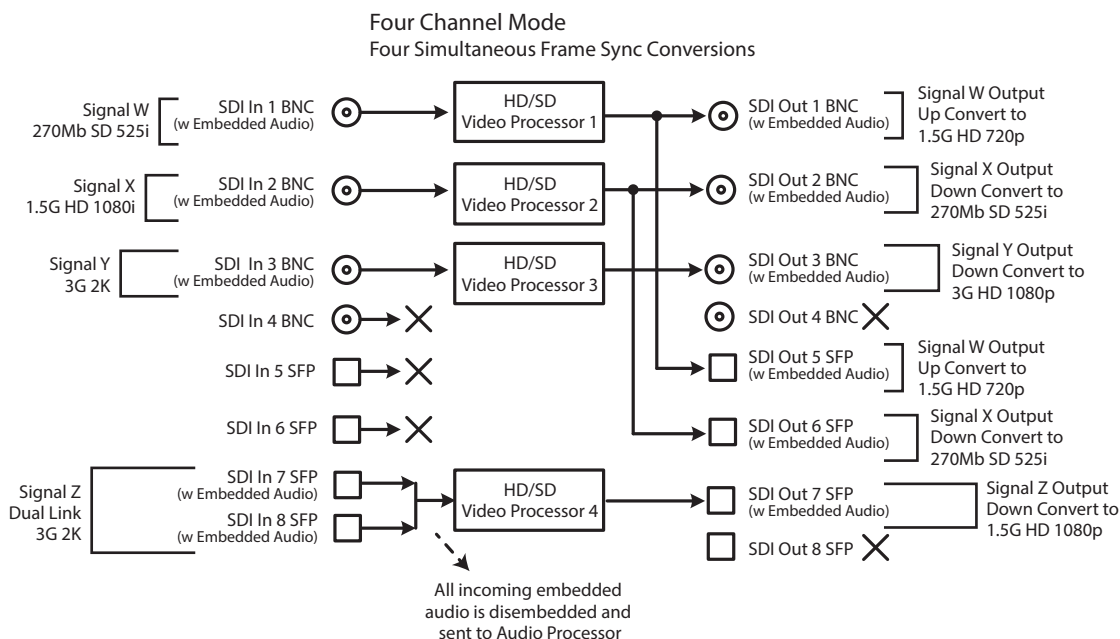 Four Channel Mode
Four Simultaneous Frame Sync Conversions
Signal W
270Mb SD 525i
SDI In 1 BNC
(w Embedded Audio)
HD/SD
Video Processor 1
SDI Out 1 BNC
(w Embedded Audio)
Signal W Output
Up Convert to
1.5G HD 720p
Signal X
1.5G HD 1080i
SDI In 2 BNC
(w Embedded Audio)
HD/SD
Video Processor 2
SDI Out 2 BNC
(w Embedded Audio)
Signal X Output
Down Convert to
270Mb SD 525i
Signal Y
3G 2K
SDI In 3 BNC
(w Embedded Audio)
HD/SD
Video Processor 3
SDI Out 3 BNC
(w Embedded Audio)
Signal Y Output
Down Convert to
3G HD 1080p
SDI In 4 BNC
SDI Out 4 BNC
SDI In 5 SFP
SDI Out 5 SFP
(w Embedded Audio)
Signal W Output
Up Convert to
1.5G HD 720p
SDI In 6 SFP
SDI Out 6 SFP
(w Embedded Audio)
Signal X Output
Down Convert to
270Mb SD 525i
Signal Z
Dual Link
3G 2K
SDI In 7 SFP
(w Embedded Audio)
SDI In 8 SFP
(w Embedded Audio)
HD/SD
Video Processor 4
SDI Out 7 SFP
(w Embedded Audio)
Signal Z Output
Down Convert to
1.5G HD 1080p
SDI Out 8 SFP
All incoming embedded
audio is disembedded and
sent to Audio Processor